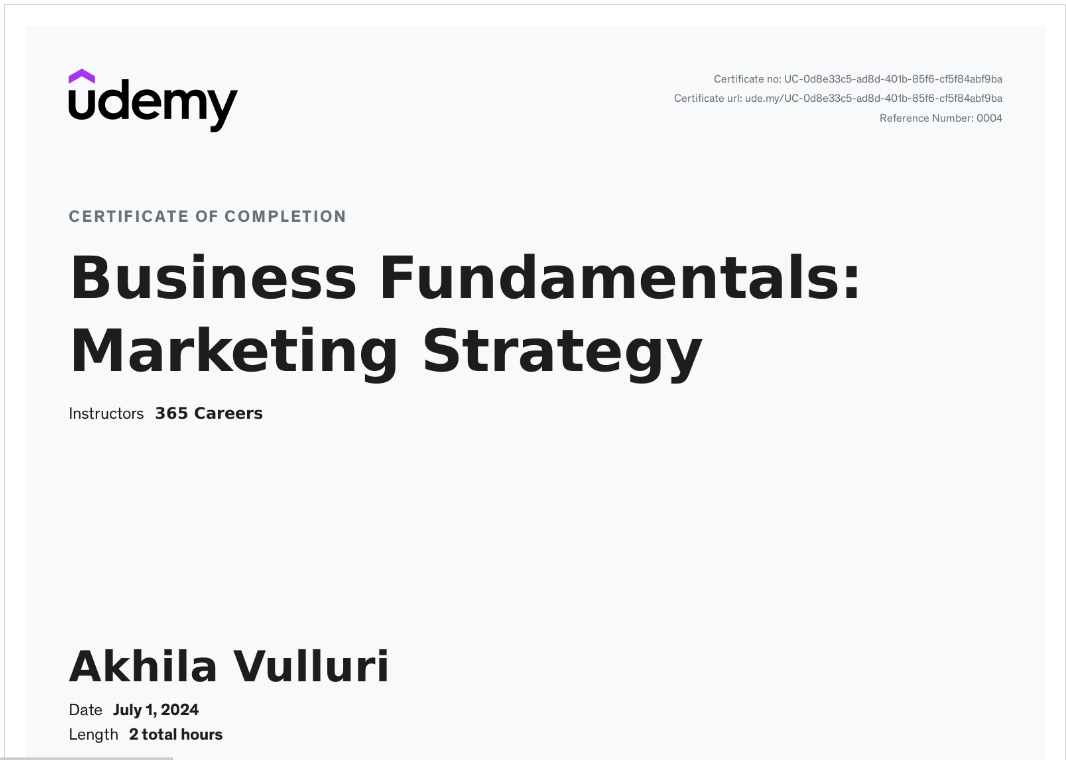 udemy
Certificate no: UC-0d8e33c5-ad8d-401b-85f6-cf5f84abf9ba
Certificate url: ude.my/UC-0d8e33c5-ad8d-401b-85f6-cf5f84abf9ba
Reference Number: 0004
CERTIFICATE OF COMPLETION
Business Fundamentals:
Marketing Strategy
Instructors 365 Careers
Akhila Vulluri
Date July 1, 2024
Length 2 total hours